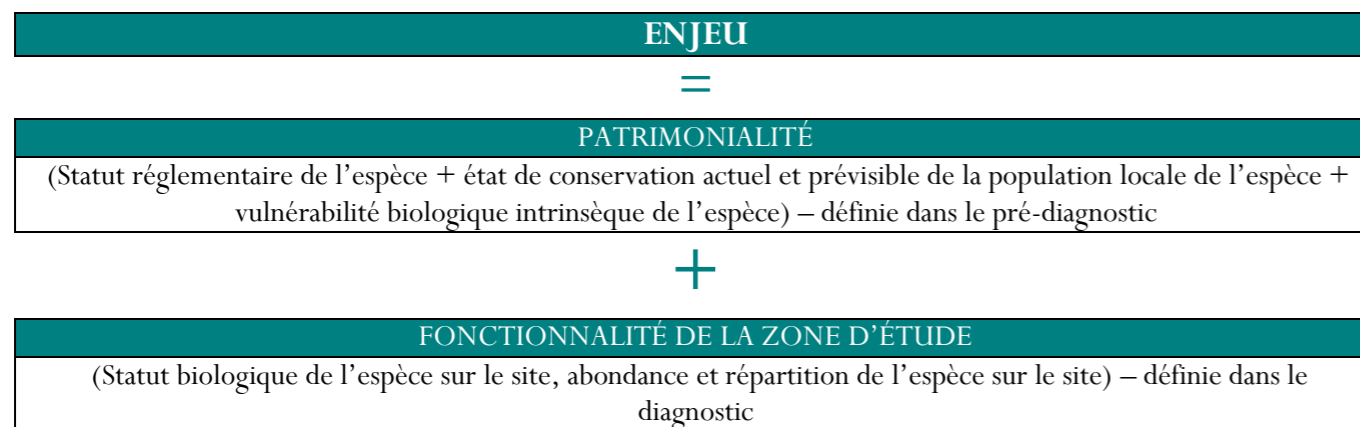 ENJEU
=
PATRIMONIALITÉ
(Statut réglementaire de l’espèce + état de conservation actuel et prévisible de la population locale de l’espèce +
vulnérabilité biologique intrinsèque de l’espèce) – définie dans le pré-diagnostic
+
FONCTIONNALITÉ DE LA ZONE D’ÉTUDE
(Statut biologique de l’espèce sur le site, abondance et répartition de l’espèce sur le site) – définie dans le
diagnostic